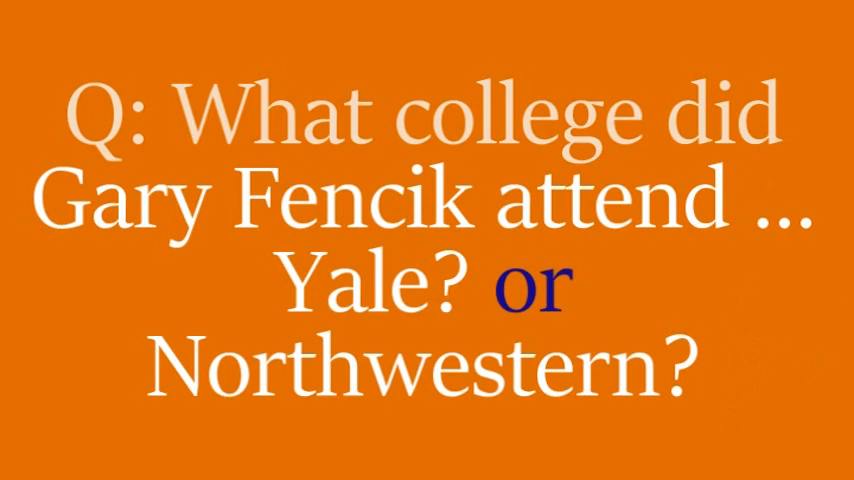 Q: What college did
Gary Fencik attend ...
Yale? or
Northwestern?